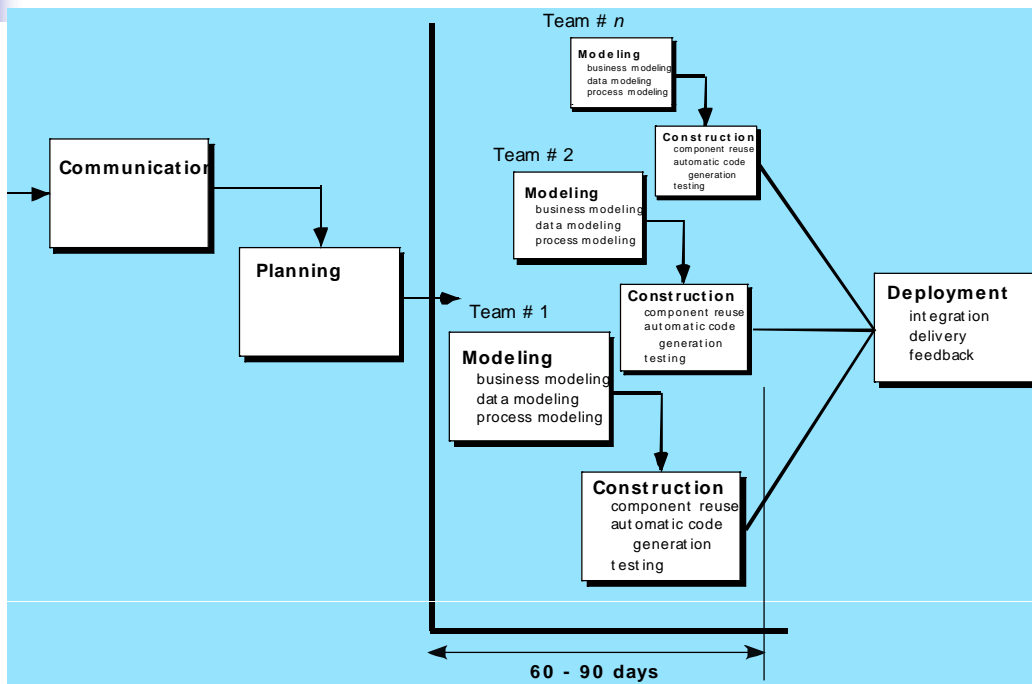 Communication
Planning
Team # n
Modeling
business modeling
data modeling
process modeling
Construction
component reuse
automatic code
generation
testing
Team # 2
Modeling
business modeling
data modeling
process modeling
Construction
component reuse
automatic code
generation
testing
Team # 1
Modeling
business modeling
data modeling
process modeling
Construction
component reuse
automatic code
generation
testing
Deployment
integration
delivery
feedback
60 - 90 days